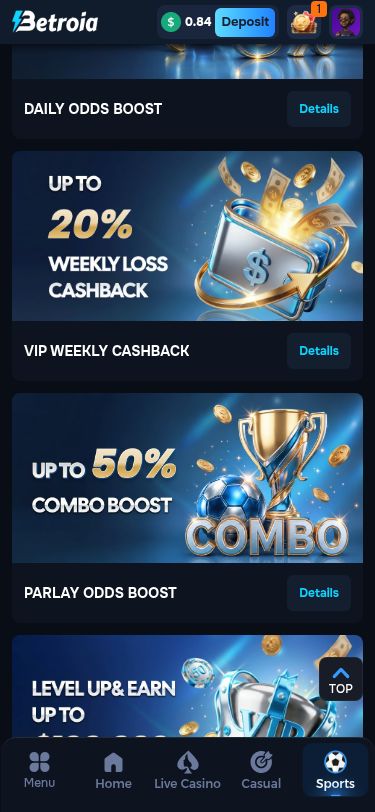 Betroia
$ 0.84 Deposit
1
DAILY ODDS BOOST
Details
UP TO
20%
WEEKLY LOSS
CASHBACK
$
VIP WEEKLY CASHBACK
Details
UP TO 50%
COMBO BOOST
COMBO
PARLAY ODDS BOOST
Details
LEVEL UP& EARN
UP TO
VIP
TOP
Menu
Home
Live Casino
Casual
Sports